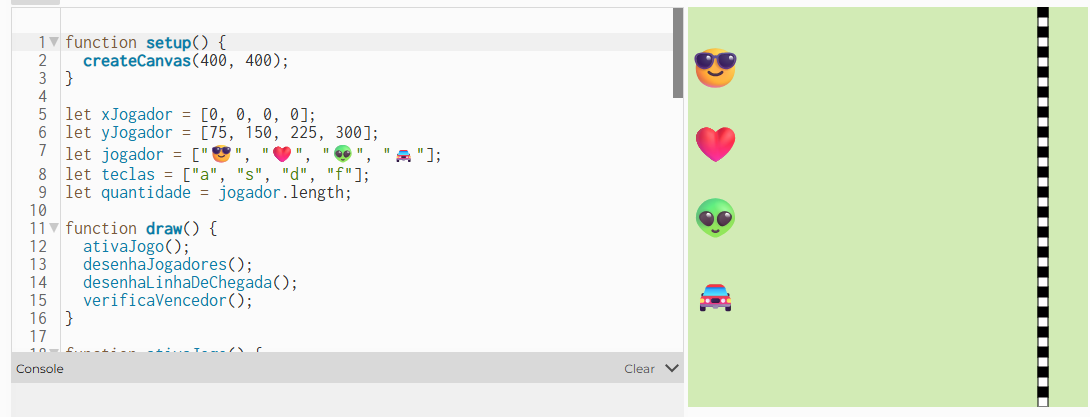 1 function setup() {
2 createCanvas(400, 400);
3 }
4
5 let xJogador = [0, 0, 0, 0];
6 let yJogador = [75, 150, 225, 300];
7 let jogador = ["😎", "❤️", "👽", "🚘"];
8 let teclas = ["a", "s", "d", "f"];
9 let quantidade = jogador.length;
10
11 function draw() {
12 ativaJogo();
13 desenhaJogadores();
14 desenhaLinhaDeChegada();
15 verificaVencedor();
16 }
17
18 function ativaJogo() {
Console
Clear